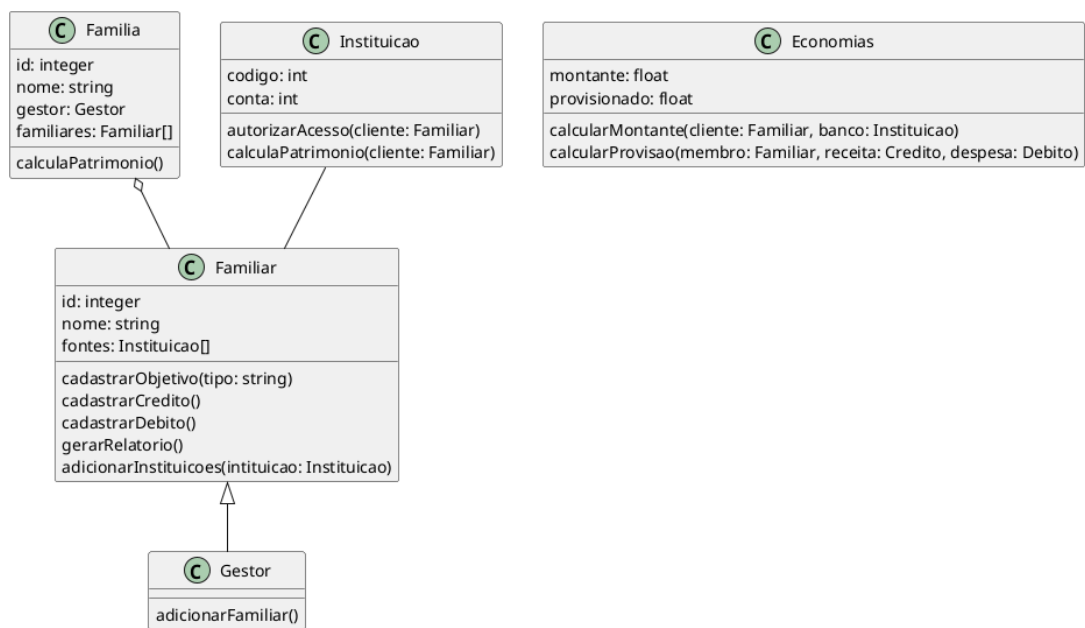 C Familia
id: integer
nome: string
gestor: Gestor
familiares: Familiar[]
calculaPatrimonio()
C Instituicao
codigo: int
conta: int
autorizarAcesso(cliente: Familiar)
calculaPatrimonio(cliente: Familiar)
C Economias
montante: float
provisionado: float
calcularMontante(cliente: Familiar, banco: Instituicao)
calcularProvisao(membro: Familiar, receita: Credito, despesa: Debito)
C Familiar
id: integer
nome: string
fontes: Instituicao[]
cadastrarObjetivo(tipo: string)
cadastrarCredito()
cadastrarDebito()
gerarRelatorio()
adicionarInstituicoes(intituicao: Instituicao)
C Gestor
adicionarFamiliar()